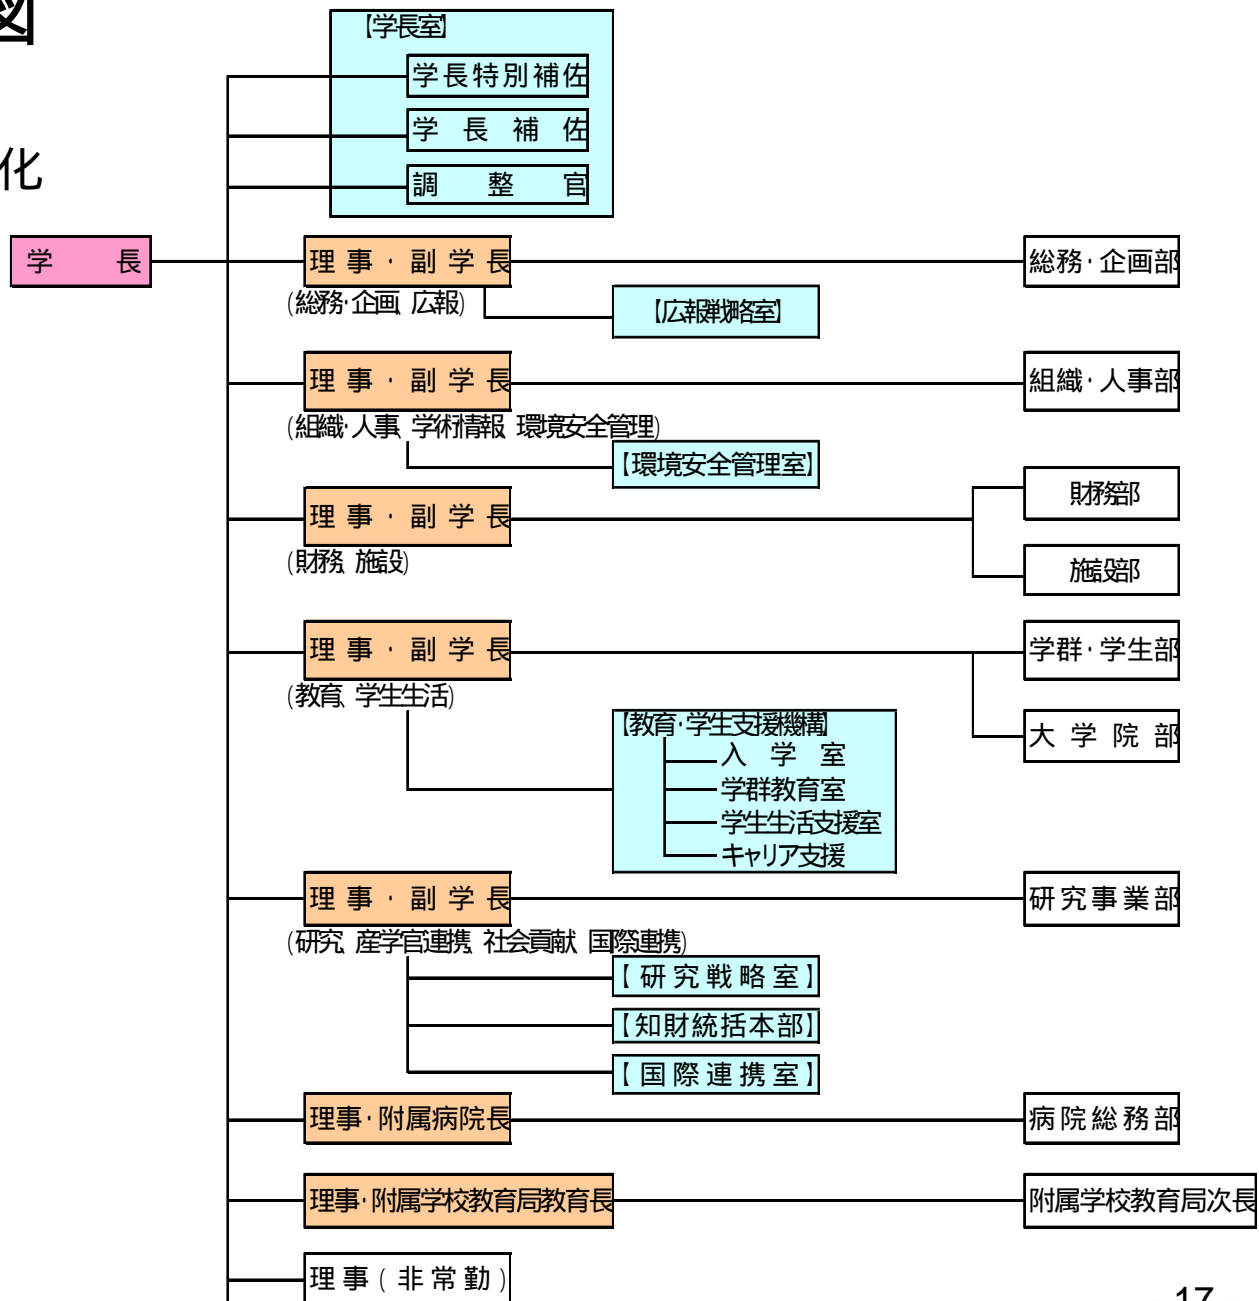 図
化
【学長室】
学長特別補佐
学長補佐
調整官
学長
理事・副学長
総務・企画部
(総務・企画、広報)
【広報戦略室】
理事・副学長
組織・人事部
(組織・人事、学術情報、環境安全管理)
【環境安全管理室】
財務部
理事・副学長
(財務、施設)
施設部
理事・副学長
学群・学生部
(教育、学生生活)
【教育・学生支援機構】
大学院部
入学室
学群教育室
学生生活支援室
キャリア支援
理事・副学長
研究事業部
(研究、産学官連携、社会貢献、国際連携)
【研究戦略室】
【知財統括本部】
【国際連携室】
理事・附属病院長
病院総務部
理事・附属学校教育局教育長
附属学校教育局次長
理事(非常勤)
17